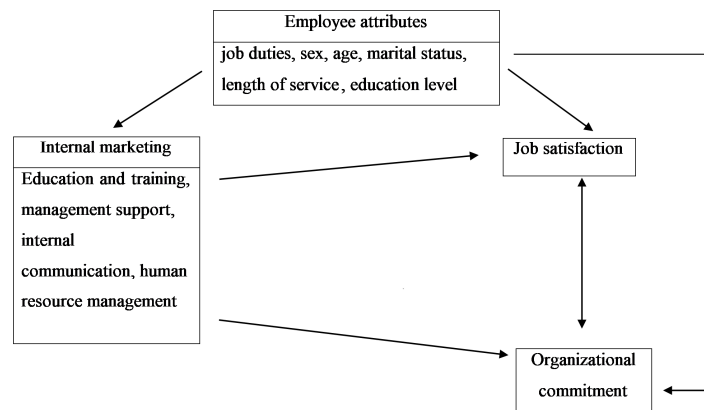 Employee attributes
job duties, sex, age, marital status,
length of service, education level
Internal marketing
Education and training,
management support,
internal
communication, human
resource management
Job satisfaction
Organizational
commitment